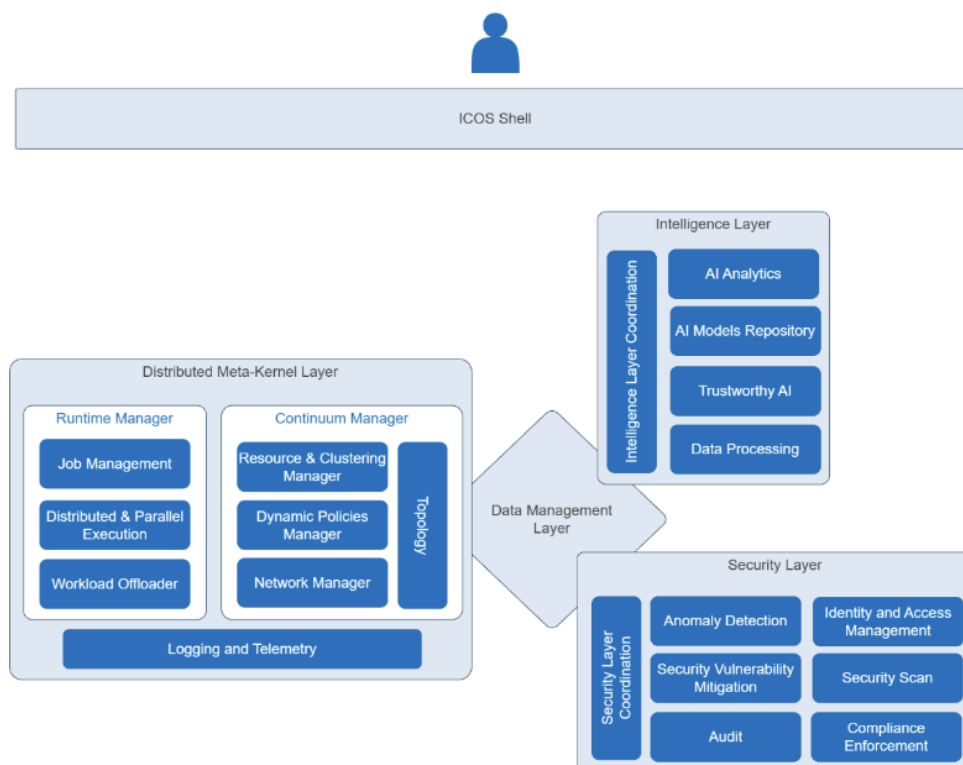 ICOS Shell
Intelligence Layer
Intelligence Layer Coordination
AI Analytics
AI Models Repository
Trustworthy AI
Data Processing
Distributed Meta-Kernel Layer
Runtime Manager
Job Management
Distributed & Parallel
Execution
Workload Offloader
Continuum Manager
Resource & Clustering
Manager
Dynamic Policies
Manager
Network Manager
Topology
Logging and Telemetry
Data Management
Layer
Security Layer
Security Layer
Coordination
Anomaly Detection
Identity and Access
Management
Security Vulnerability
Mitigation
Security Scan
Audit
Compliance
Enforcement